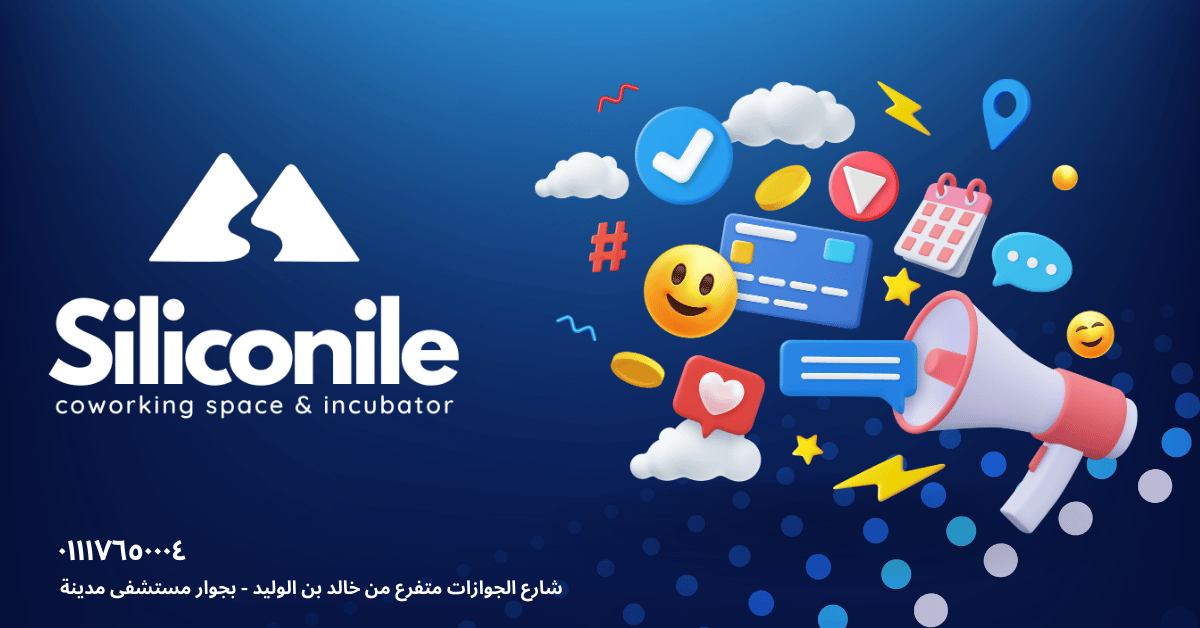 Siliconile
coworking space & incubator
٠١١١٧٦٥٠٠٠٤
شارع الجوازات متفرع من خالد بن الوليد - بجوار مستشفى مدينة